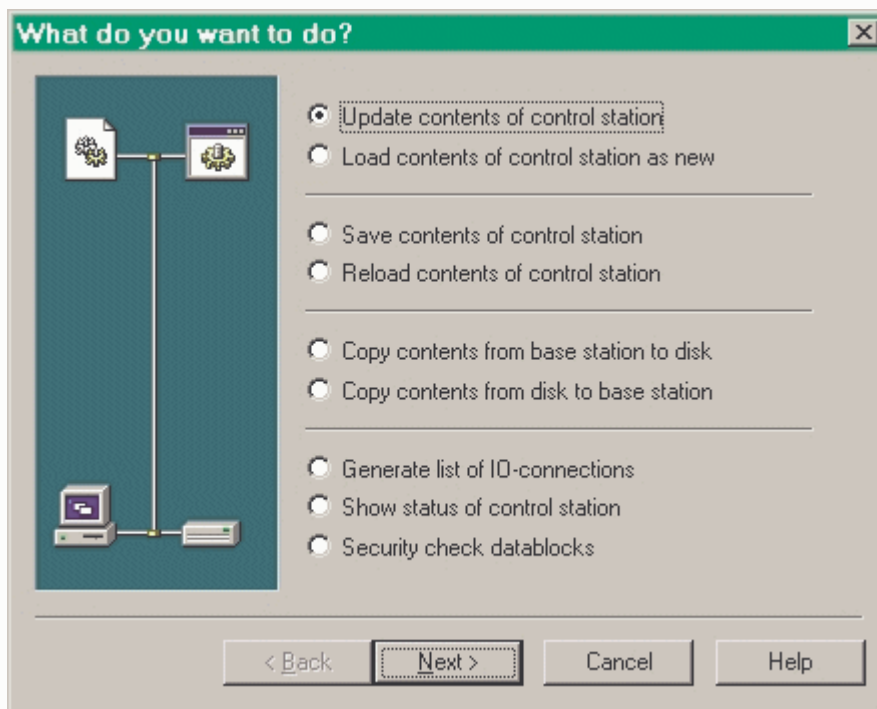 What do you want to do?
Update contents of control station
Load contents of control station as new
Save contents of control station
Reload contents of control station
Copy contents from base station to disk
Copy contents from disk to base station
Generate list of IO-connections
Show status of control station
Security check datablocks
< Back
Next >
Cancel
Help